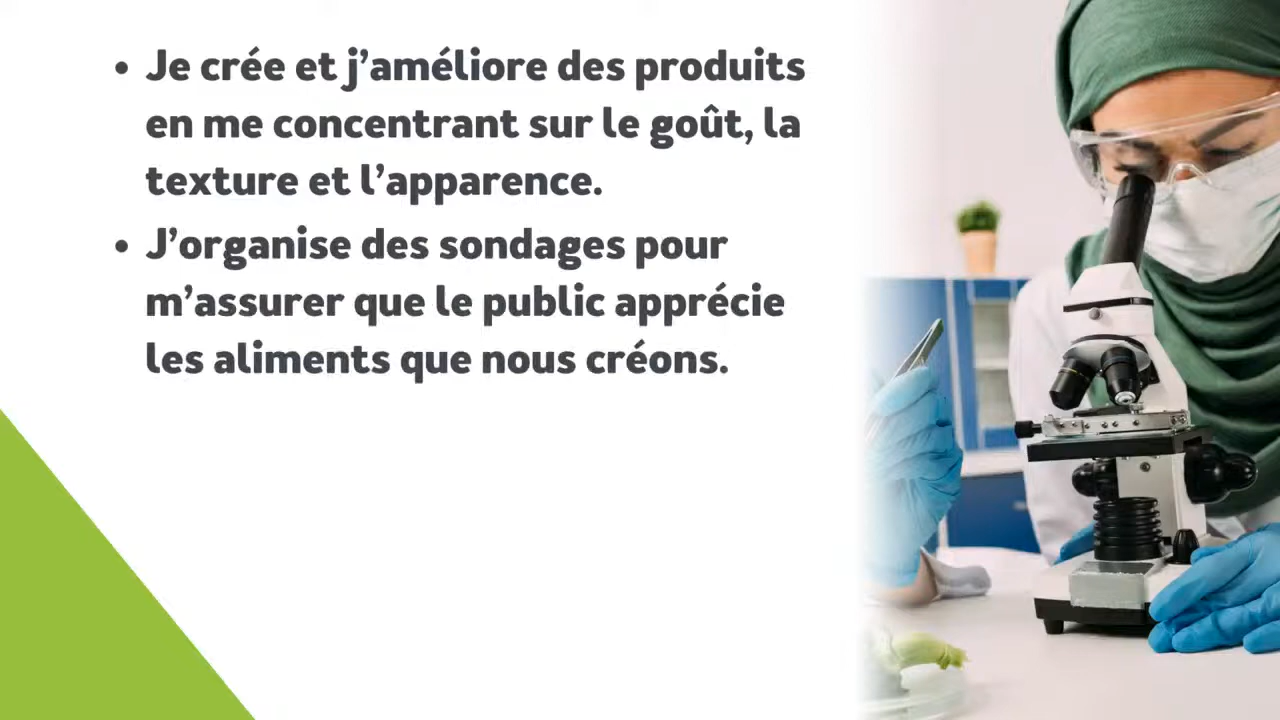 • Je crée et j’améliore des produits
en me concentrant sur le goût, la
texture et l’apparence.
• J’organise des sondages pour
m’assurer que le public apprécie
les aliments que nous créons.